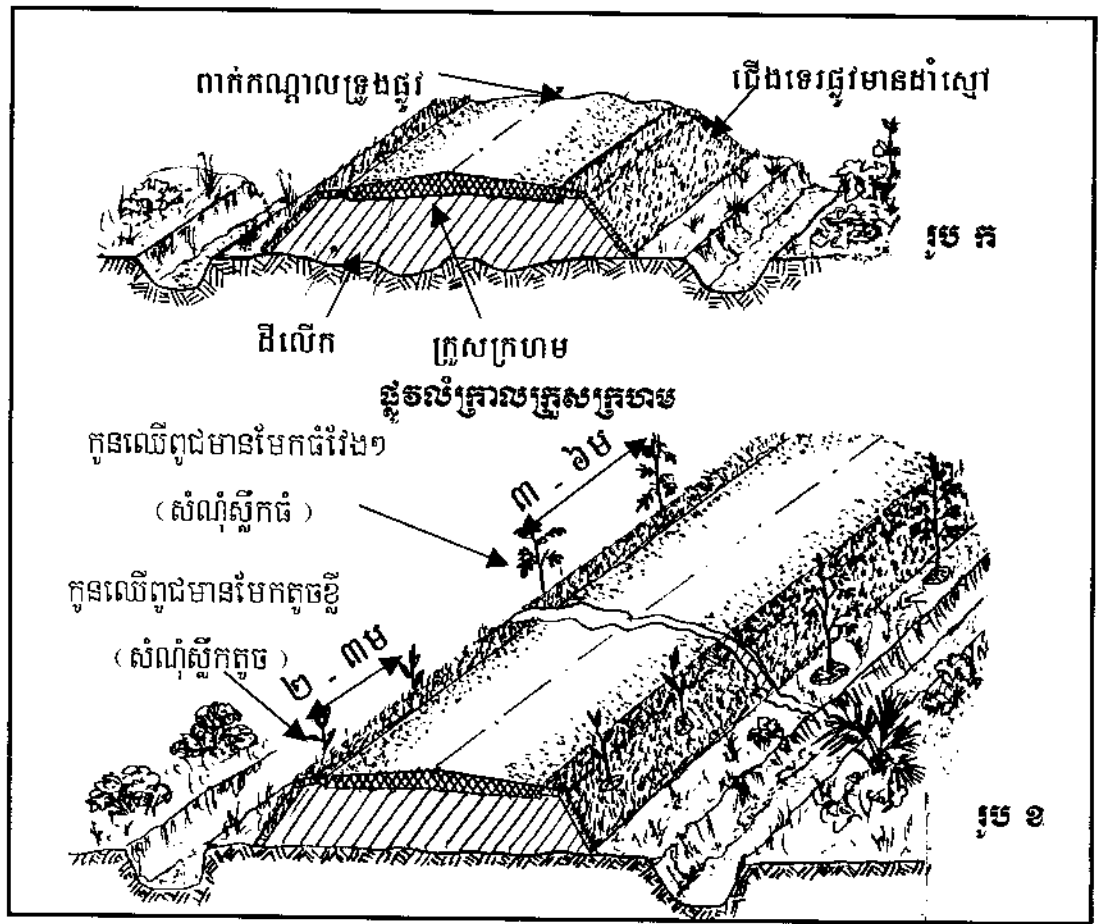 ពាក់កណ្តាលទ្រូងផ្លូវ
ជើងទេរផ្លូវមានដាំស្មៅ
រូប ក
ដីលើក
ក្រួសក្រហម
ផ្លូវលំក្រាលក្រួសក្រហម
កូនឈើពូជមានមែកធំវែងៗ
(សំណុំស្លឹកធំ)
៣ - ៦ម
កូនឈើពូជមានមែកតូចខ្លី
(សំណុំស្លឹកតូច)
២ - ៣ម
រូប ខ